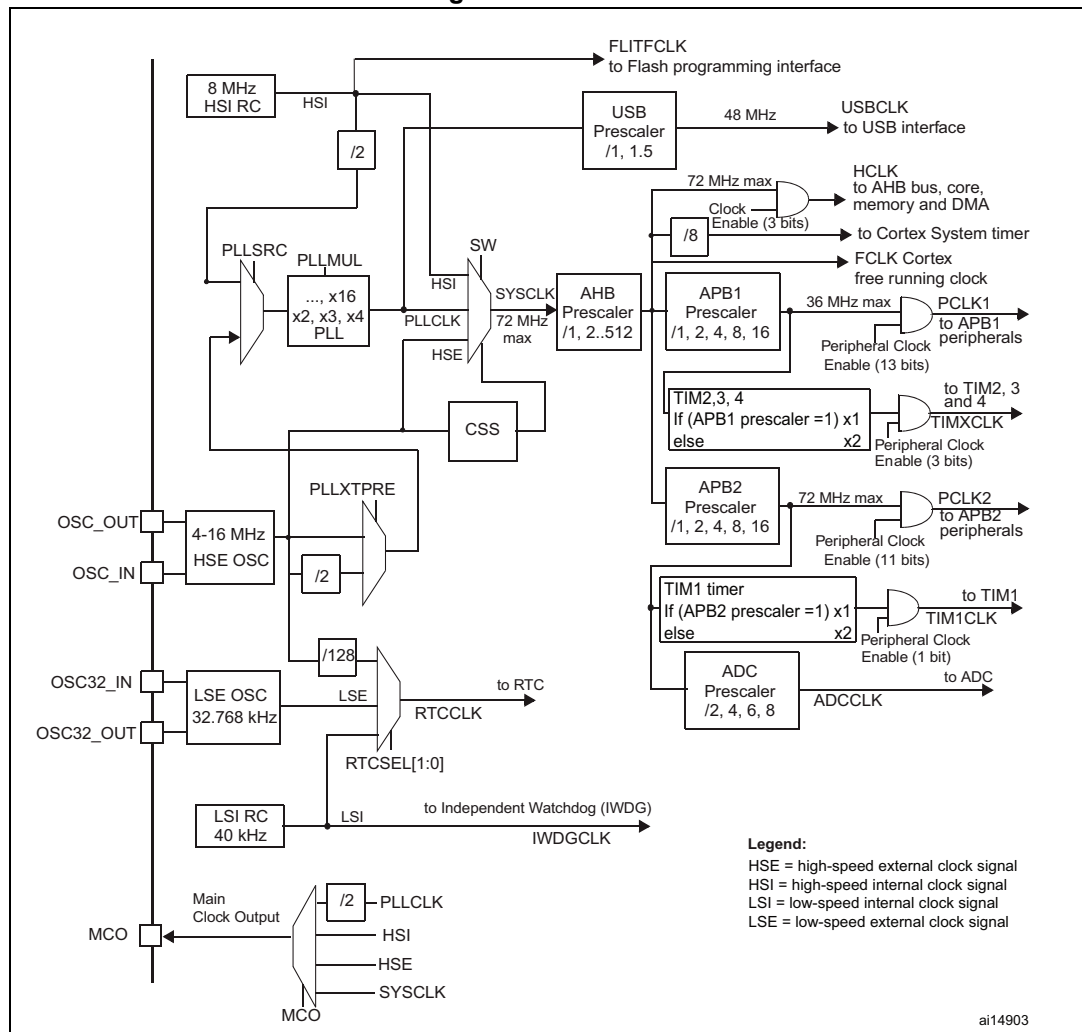 FLITFCLK
to Flash programming interface
8 MHz
HSI RC
HSI
/2
USB
Prescaler
/1, 1.5
48 MHz
USBCLK
to USB interface
72 MHz max
Clock
Enable (3 bits)
HCLK
to AHB bus, core,
memory and DMA
/8
to Cortex System timer
FCLK Cortex
free running clock
PLLSRC
PLLMUL
..., x16
x2, x3, x4
PLL
SW
HSI
PLLCLK
HSE
SYSCLK
72 MHz
max
AHB
Prescaler
/1, 2..512
APB1
Prescaler
/1, 2, 4, 8, 16
36 MHz max
PCLK1
to APB1
peripherals
Peripheral Clock
Enable (13 bits)
TIM2,3, 4
If (APB1 prescaler =1) x1
else x2
to TIM2, 3
and 4
TIMXCLK
Peripheral Clock
Enable (3 bits)
CSS
PLLXTPRE
OSC_OUT
OSC_IN
4-16 MHz
HSE OSC
/2
APB2
Prescaler
/1, 2, 4, 8, 16
72 MHz max
PCLK2
to APB2
peripherals
Peripheral Clock
Enable (11 bits)
TIM1 timer
If (APB2 prescaler =1) x1
else x2
to TIM1
TIM1CLK
Peripheral Clock
Enable (1 bit)
ADC
Prescaler
/2, 4, 6, 8
to ADC
ADCCLK
/128
OSC32_IN
OSC32_OUT
LSE OSC
32.768 kHz
LSE
to RTC
RTCCLK
RTCSEL[1:0]
LSI RC
40 kHz
LSI
to Independent Watchdog (IWDG)
IWDGCLK
Legend:
HSE = high-speed external clock signal
HSI = high-speed internal clock signal
LSI = low-speed internal clock signal
LSE = low-speed external clock signal
Main
Clock Output
MCO
/2
PLLCLK
HSI
HSE
SYSCLK
MCO
ai14903